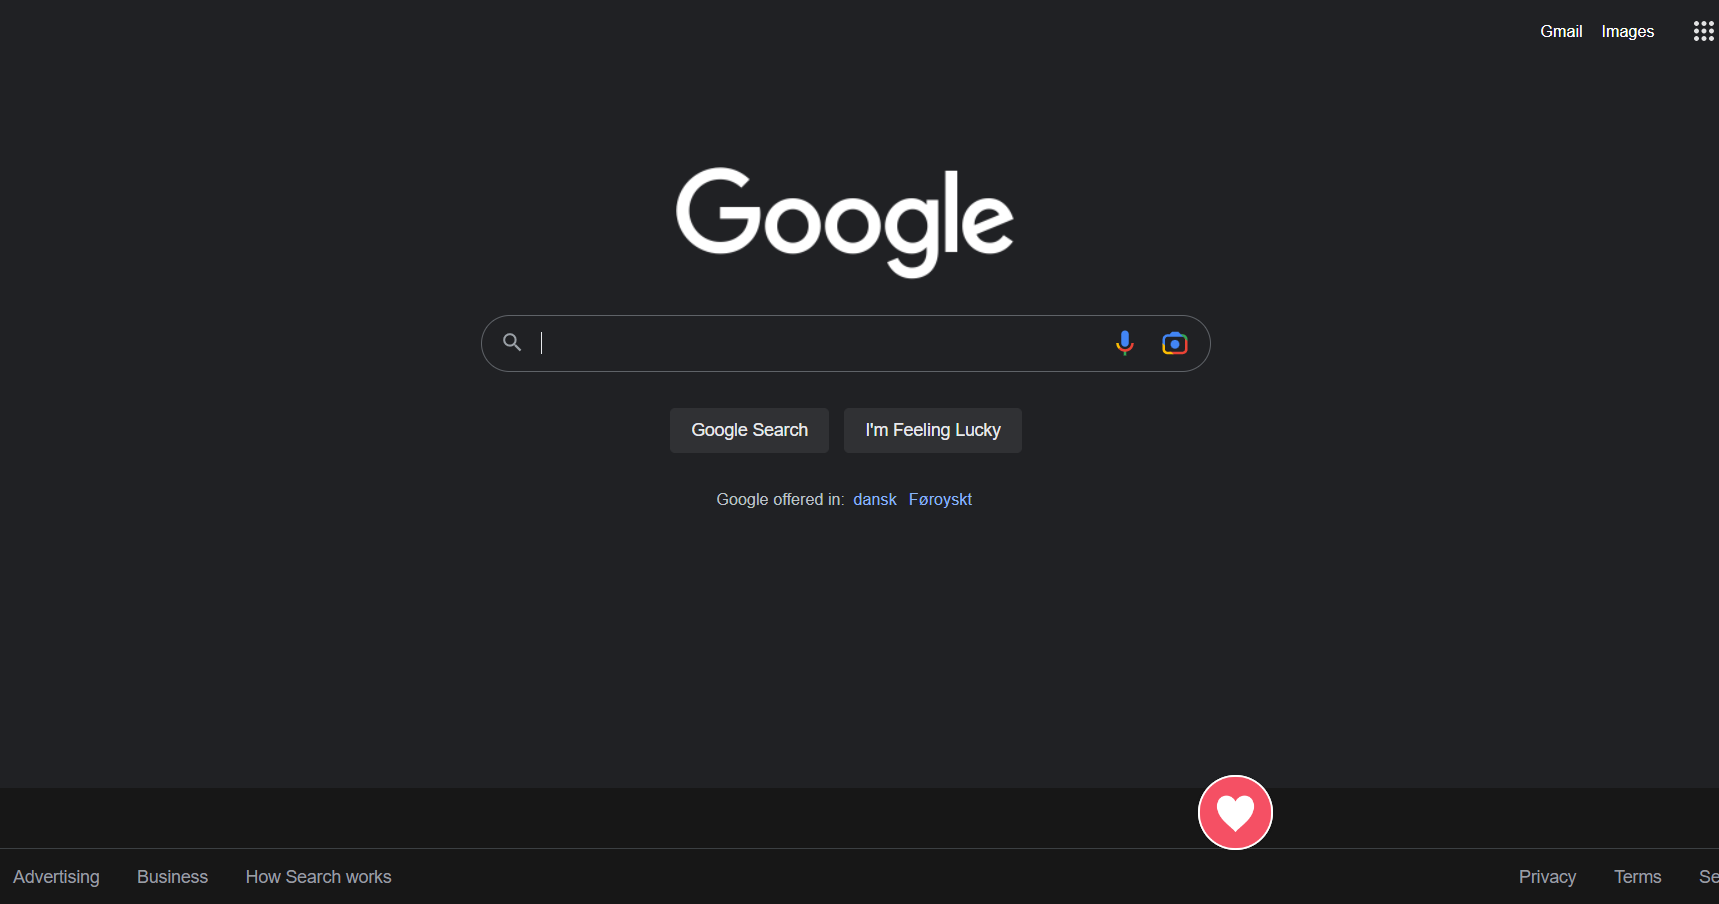 Gmail Images
Google
Google Search I'm Feeling Lucky
Google offered in: dansk Føroyskt
Advertising Business How Search works Privacy Terms Se